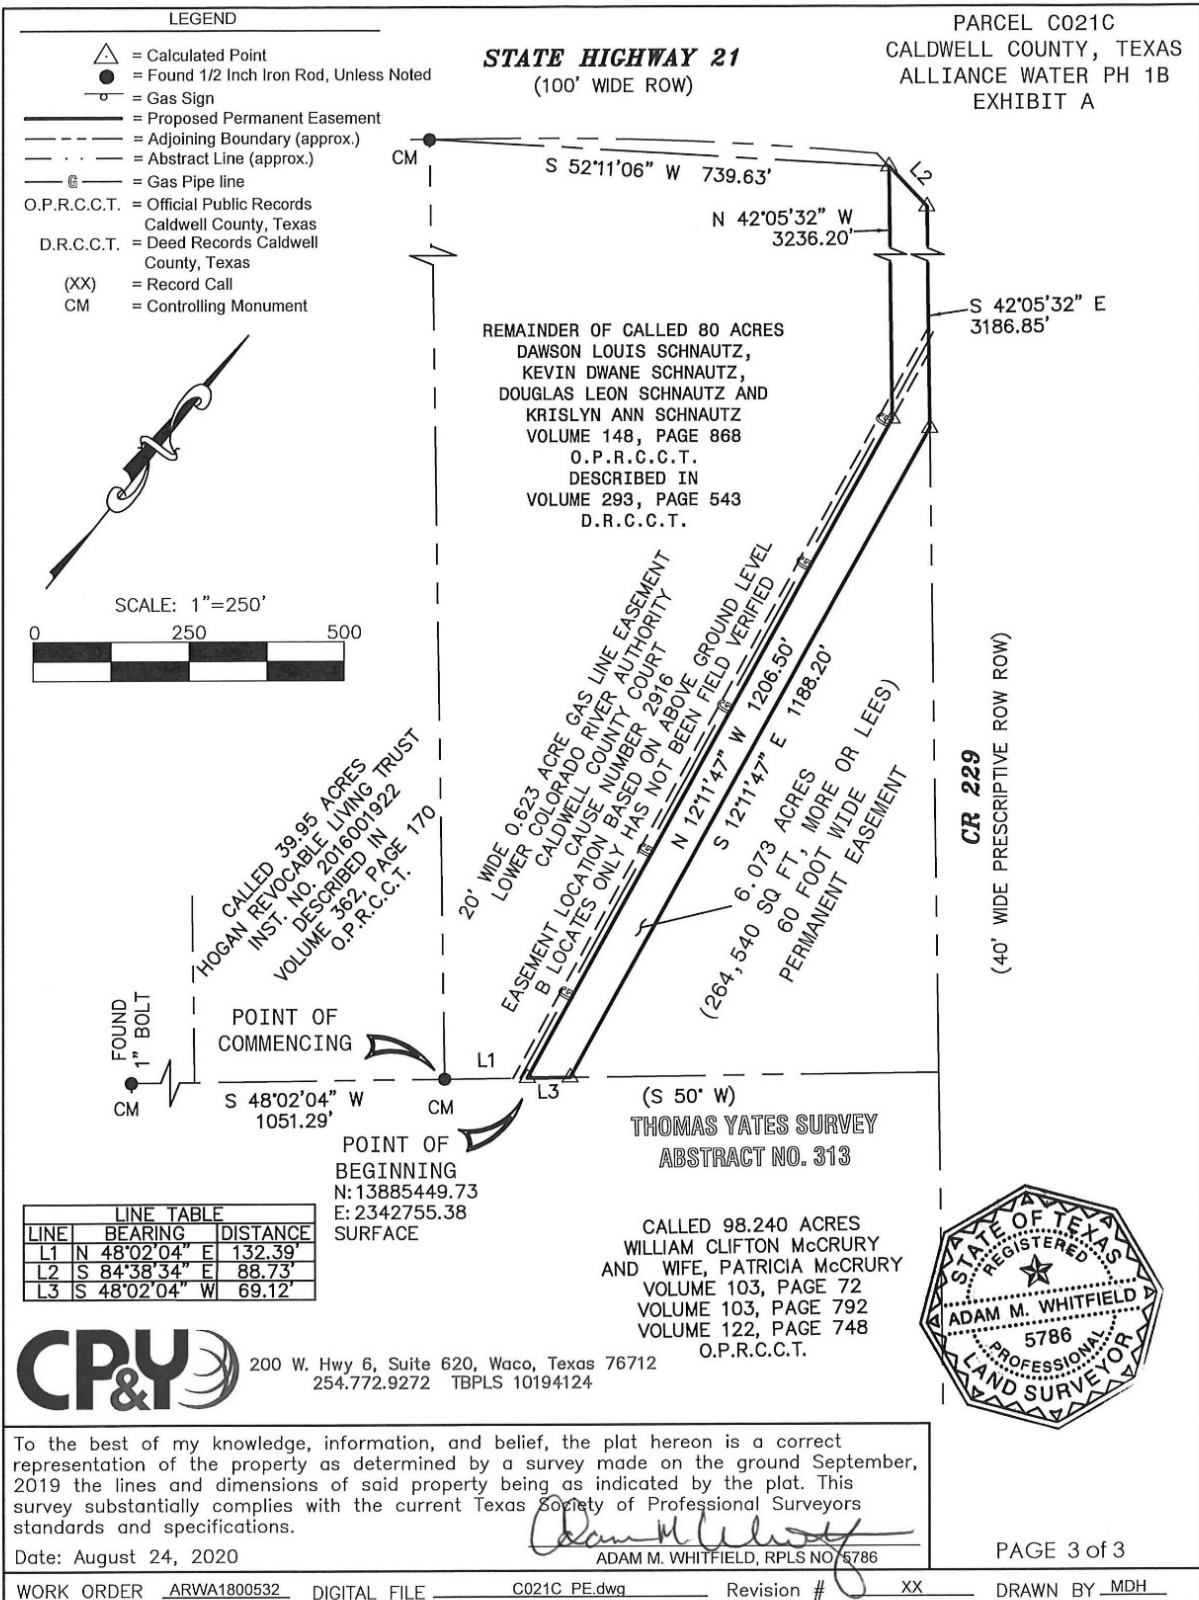 LEGEND
= Calculated Point
= Found 1/2 Inch Iron Rod, Unless Noted
= Gas Sign
= Proposed Permanent Easement
= Adjoining Boundary (approx.)
= Abstract Line (approx.)
G = Gas Pipe line
O.P.R.C.C.T. = Official Public Records
Caldwell County, Texas
D.R.C.C.T. = Deed Records Caldwell
County, Texas
(XX) = Record Call
CM = Controlling Monument
STATE HIGHWAY 21
(100' WIDE ROW)
PARCEL C021C
CALDWELL COUNTY, TEXAS
ALLIANCE WATER PH 1B
EXHIBIT A
CM
S 52°11'06" W 739.63'
L2
N 42°05'32" W
3236.20'
S 42°05'32" E
3186.85'
REMAINDER OF CALLED 80 ACRES
DAWSON LOUIS SCHNAUTZ,
KEVIN DWANE SCHNAUTZ,
DOUGLAS LEON SCHNAUTZ AND
KRISLYN ANN SCHNAUTZ
VOLUME 148, PAGE 868
O.P.R.C.C.T.
DESCRIBED IN
VOLUME 293, PAGE 543
D.R.C.C.T.
SCALE: 1"=250'
0 250 500
G
G
G
G
G
20' WIDE 0.623 ACRE GAS LINE EASEMENT
LOWER COLORADO RIVER AUTHORITY
CALDWELL COUNTY COURT
CAUSE NUMBER 2916
EASEMENT LOCATION BASED ON ABOVE GROUND LEVEL
B LOCATES ONLY HAS NOT BEEN FIELD VERIFIED
N 12°11'47" W 1206.50'
S 12°11'47" E 1188.20'
6.073 ACRES
(264,540 SQ FT, MORE OR LEES)
60 FOOT WIDE
PERMANENT EASEMENT
CR 229
(40' WIDE PRESCRIPTIVE ROW ROW)
CALLED 39.95 ACRES
HOGAN REVOCABLE LIVING TRUST
INST. NO. 2016001922
DESCRIBED IN
VOLUME 362, PAGE 170
O.P.R.C.C.T.
FOUND
1" BOLT
CM
POINT OF
COMMENCING
S 48°02'04" W
1051.29'
CM
L1
L3
(S 50° W)
THOMAS YATES SURVEY
ABSTRACT NO. 313
POINT OF
BEGINNING
N:13885449.73
E:2342755.38
SURFACE
LINE TABLE
LINE BEARING DISTANCE
L1 N 48°02'04" E 132.39'
L2 S 84°38'34" E 88.73'
L3 S 48°02'04" W 69.12'
CALLED 98.240 ACRES
WILLIAM CLIFTON McCRURY
AND WIFE, PATRICIA McCRURY
VOLUME 103, PAGE 72
VOLUME 103, PAGE 792
VOLUME 122, PAGE 748
O.P.R.C.C.T.
STATE OF TEXAS
REGISTERED
ADAM M. WHITFIELD
5786
PROFESSIONAL
LAND SURVEYOR
CP&Y
200 W. Hwy 6, Suite 620, Waco, Texas 76712
254.772.9272 TBPLS 10194124
To the best of my knowledge, information, and belief, the plat hereon is a correct
representation of the property as determined by a survey made on the ground September,
2019 the lines and dimensions of said property being as indicated by the plat. This
survey substantially complies with the current Texas Society of Professional Surveyors
standards and specifications.
Adam M. Whitfield
Date: August 24, 2020
ADAM M. WHITFIELD, RPLS NO. 5786
PAGE 3 of 3
WORK ORDER ARWA1800532 DIGITAL FILE C021C PE.dwg Revision # XX DRAWN BY MDH